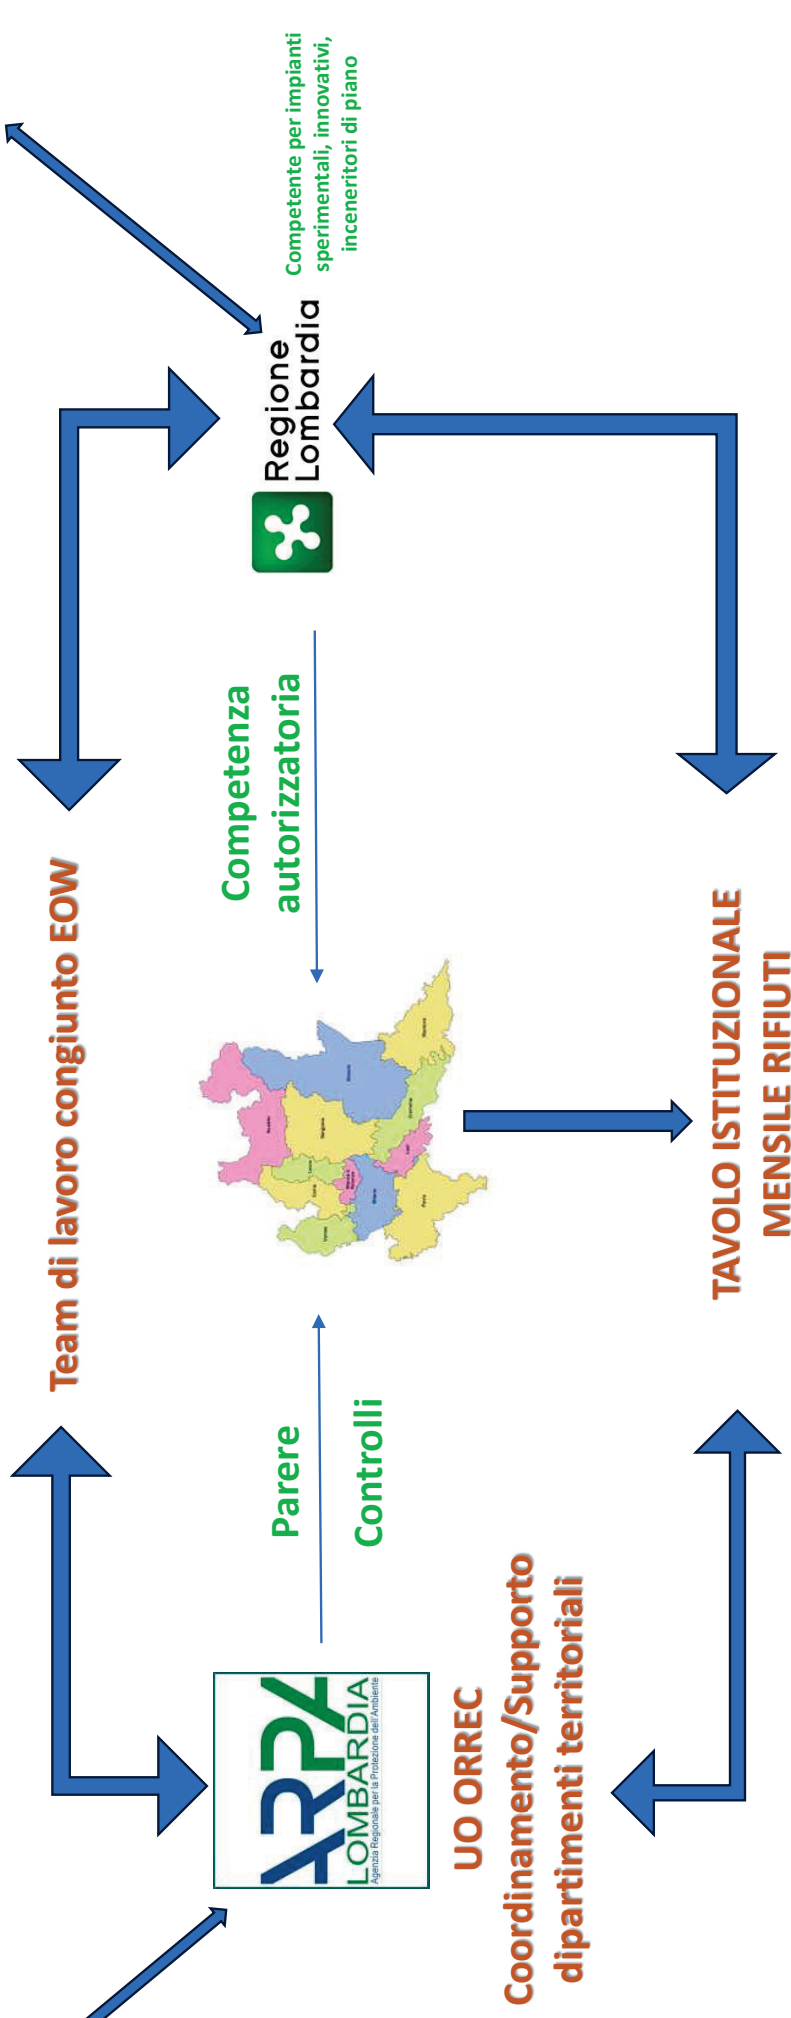 Team di lavoro congiunto EOW
ARPA
LOMBARDIA
Agenzia Regionale per la Protezione dell'Ambiente
UO ORREC
Coordinamento/Supporto
dipartimenti territoriali
Parere
Controlli
Competenza
autorizzatoria
Regione
Lombardia
Competente per impianti
sperimentali, innovativi,
inceneritori di piano
TAVOLO ISTITUZIONALE
MENSILE RIFIUTI